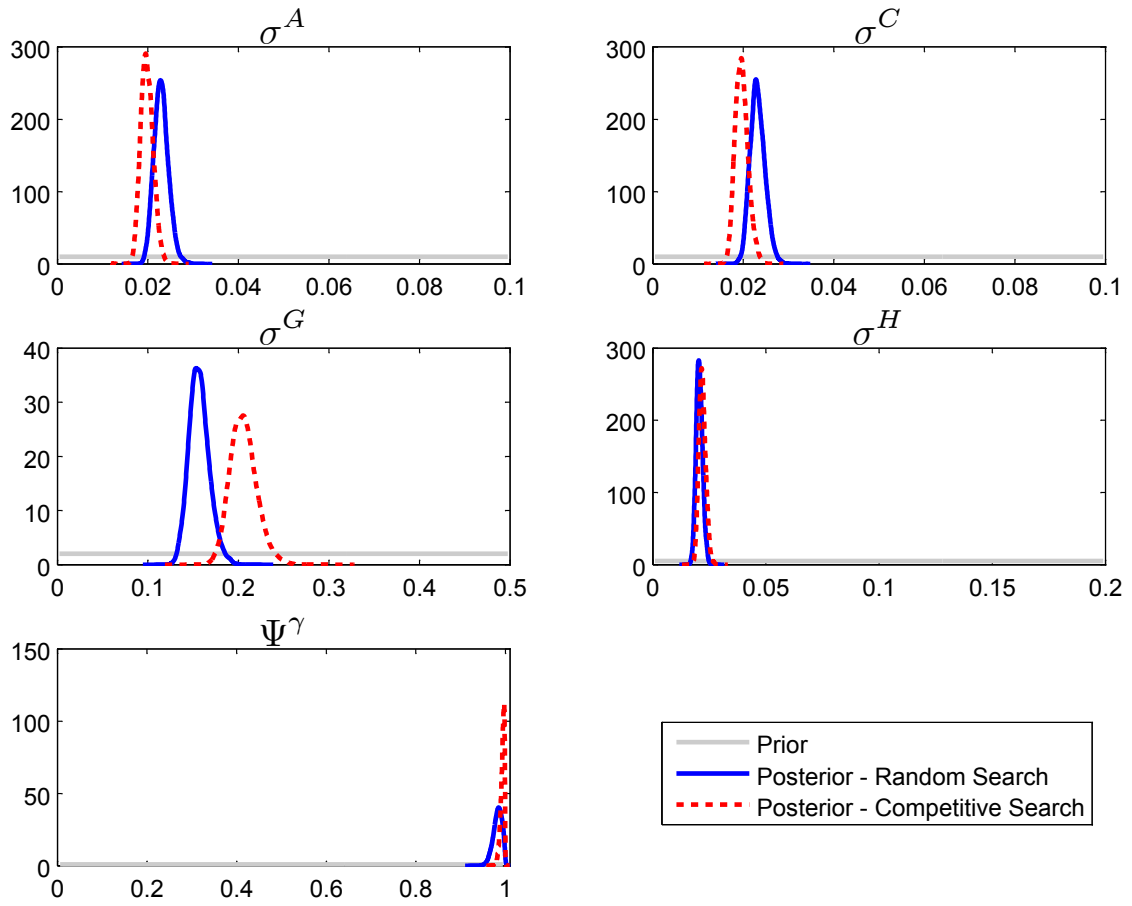 σ^A
300
200
100
0
0 0.02 0.04 0.06 0.08 0.1
σ^C
300
200
100
0
0 0.02 0.04 0.06 0.08 0.1
σ^G
40
30
20
10
0
0 0.1 0.2 0.3 0.4 0.5
σ^H
300
200
100
0
0 0.05 0.1 0.15 0.2
Ψ^γ
150
100
50
0
0 0.2 0.4 0.6 0.8 1
Prior
Posterior - Random Search
Posterior - Competitive Search